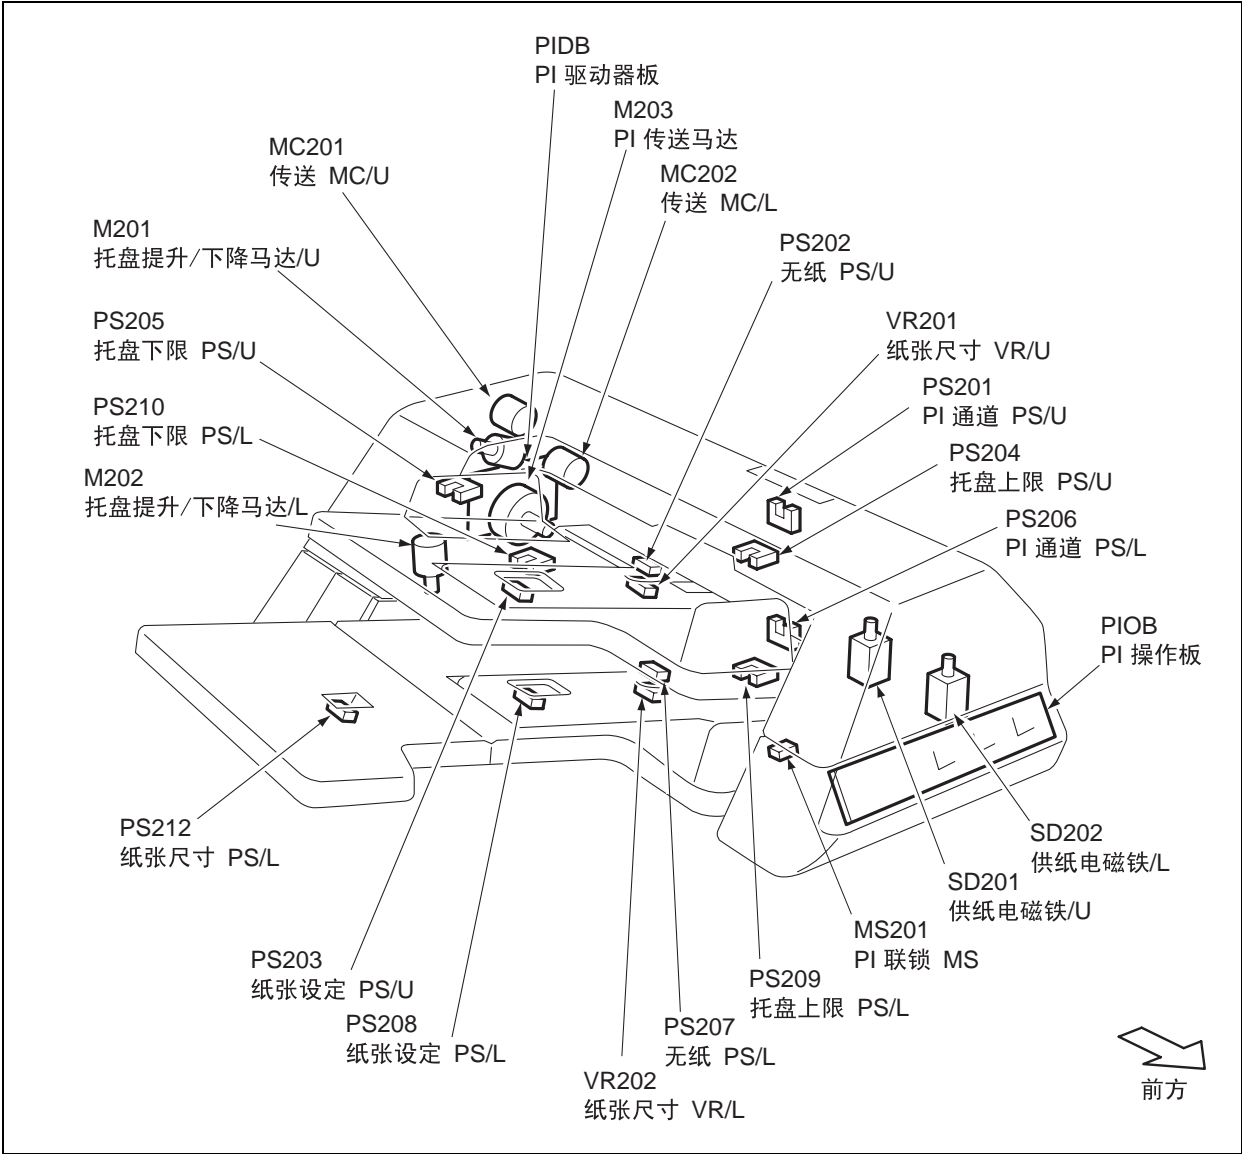 PIDB
PI 驱动器板
M203
PI 传送马达
MC201
传送 MC/U
MC202
传送 MC/L
M201
托盘提升/下降马达/U
PS202
无纸 PS/U
PS205
托盘下限 PS/U
VR201
纸张尺寸 VR/U
PS201
PI 通道 PS/U
PS210
托盘下限 PS/L
PS204
托盘上限 PS/U
M202
托盘提升/下降马达/L
PS206
PI 通道 PS/L
PIOB
PI 操作板
PS212
纸张尺寸 PS/L
SD202
供纸电磁铁/L
SD201
供纸电磁铁/U
MS201
PI 联锁 MS
PS203
纸张设定 PS/U
PS209
托盘上限 PS/L
PS208
纸张设定 PS/L
PS207
无纸 PS/L
VR202
纸张尺寸 VR/L
前方